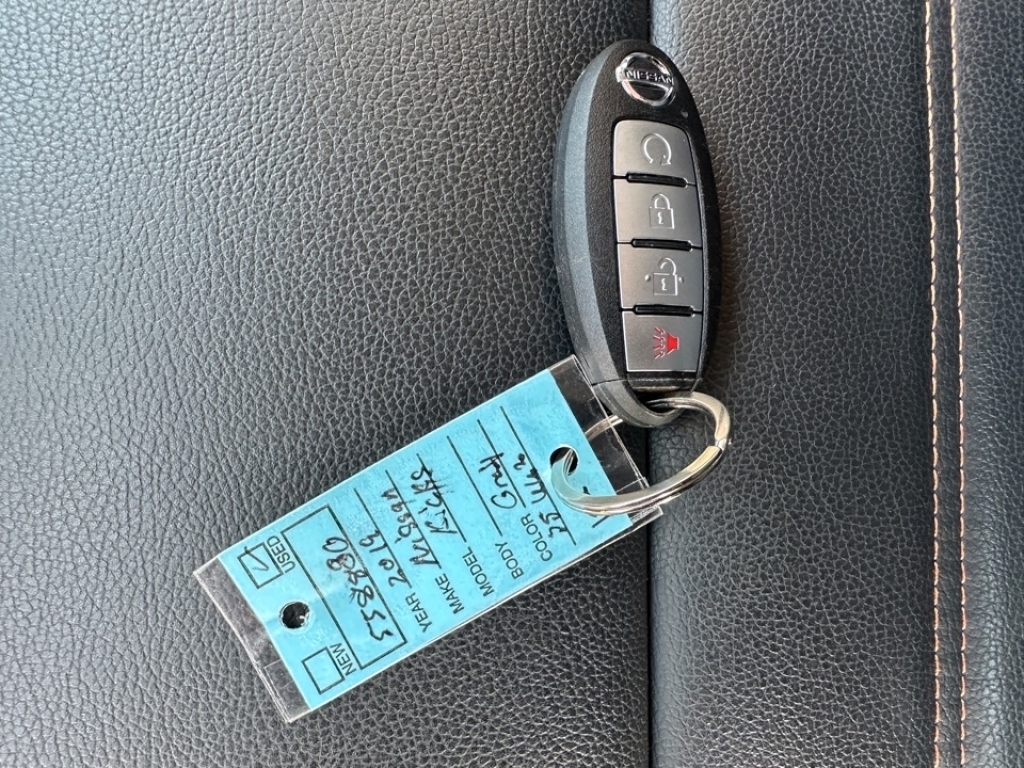 NISSAN
NEW USED
558880
YEAR 2019
MAKE Nissan
MODEL Kicks
BODY
COLOR Gray